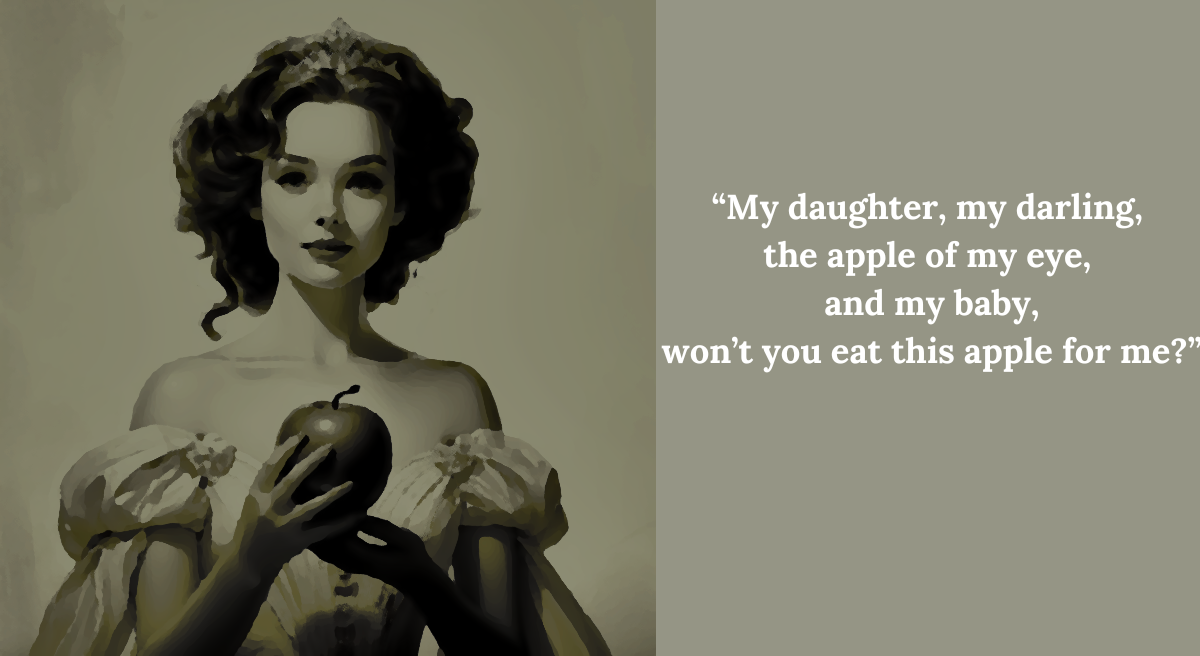 “My daughter, my darling,
the apple of my eye,
and my baby,
won’t you eat this apple for me?”